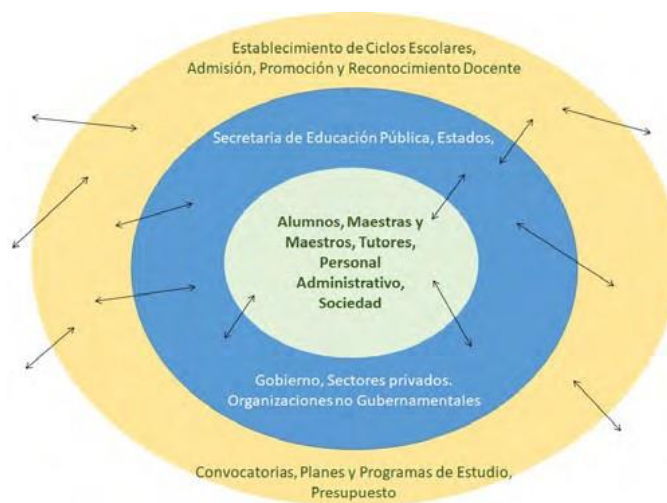 Establecimiento de Ciclos Escolares,
Admisión, Promoción y Reconocimiento Docente
Secretaria de Educación Pública, Estados,
Alumnos, Maestras y
Maestros, Tutores,
Personal
Administrativo,
Sociedad
Gobierno, Sectores privados.
Organizaciones no Gubernamentales
Convocatorias, Planes y Programas de Estudio,
Presupuesto